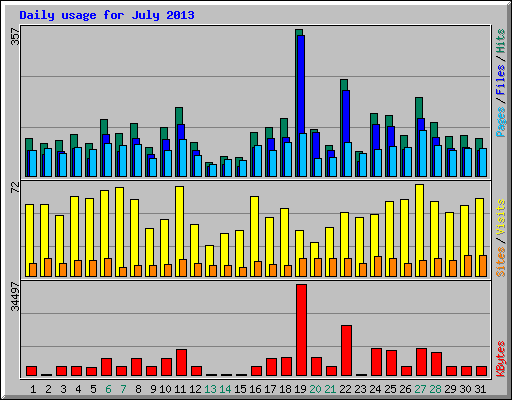 Daily usage for July 2013
357
Pages / Files / Hits
72
Sites / Visits
34497
KBytes
1 2 3 4 5 6 7 8 9 10 11 12 13 14 15 16 17 18 19 20 21 22 23 24 25 26 27 28 29 30 31